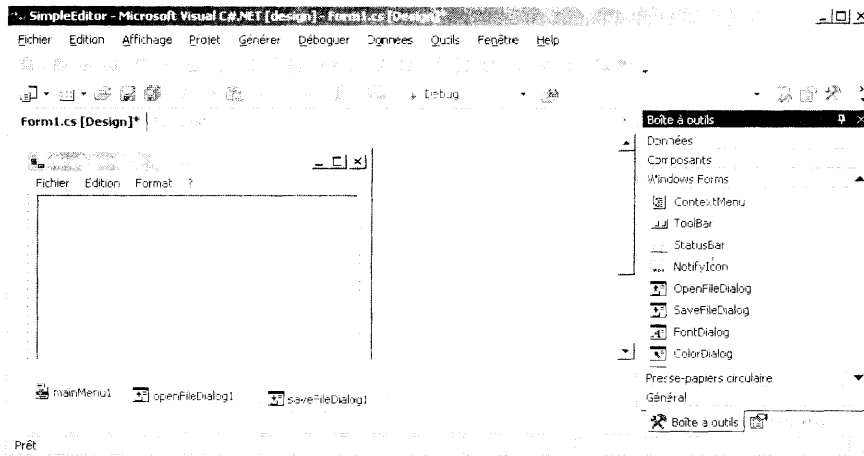 SimpleEditor - Microsoft Visual C#.NET [design] - Form1.cs [Design]*
Fichier Edition Affichage Projet Générer Déboguer Données Outils Fenêtre Help
Debug
Form1.cs [Design]*
Fichier Edition Format ?
Boîte à outils
Données
Composants
Windows Forms
ContextMenu
ToolBar
StatusBar
NotifyIcon
OpenFileDialog
SaveFileDialog
FontDialog
ColorDialog
Presse-papiers circulaire
Général
Boîte à outils
mainMenu1 openFileDialog1 saveFileDialog1
Prêt